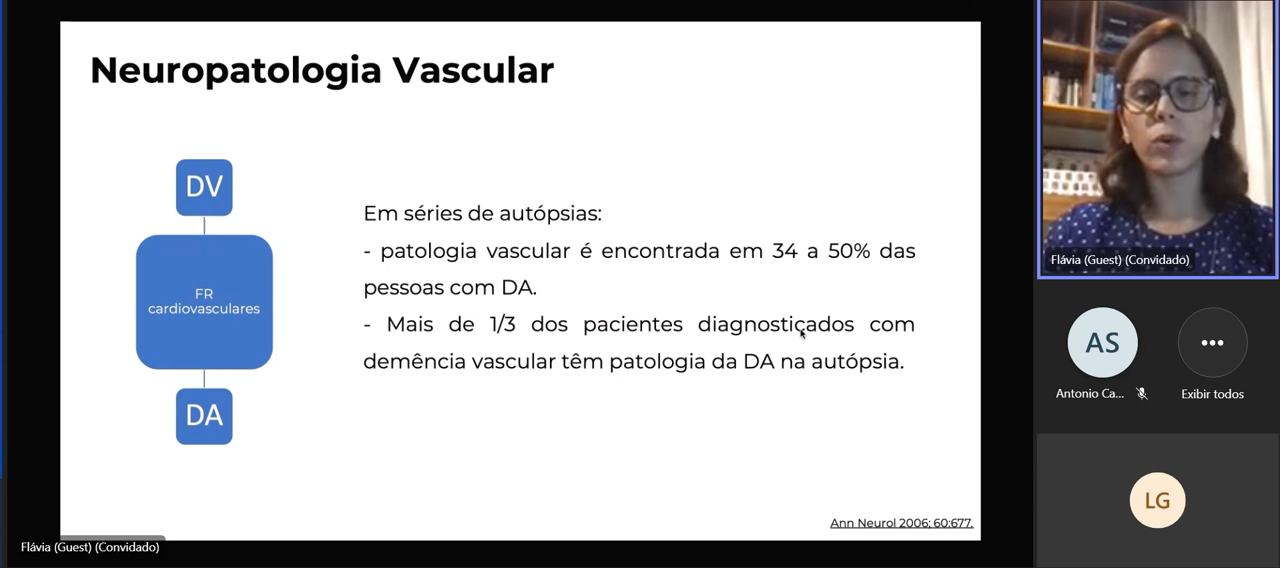 Neuropatologia Vascular
DV
FR
cardiovasculares
DA
Em séries de autópsias:
- patologia vascular é encontrada em 34 a 50% das
pessoas com DA.
- Mais de 1/3 dos pacientes diagnosticados com
demência vascular têm patologia da DA na autópsia.
Ann Neurol 2006; 60:677.
Flávia (Guest) (Convidado)
Flávia (Guest) (Convidado)
AS
Antonio Ca...
Exibir todos
LG